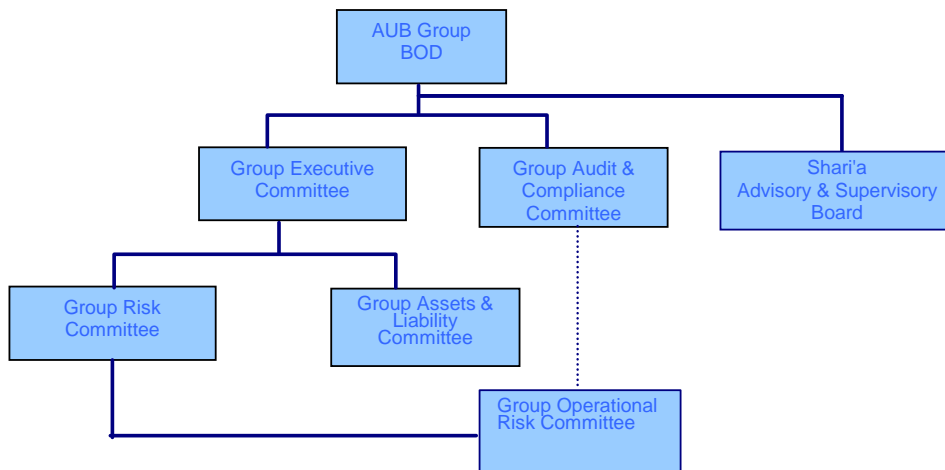 AUB Group
BOD
Group Executive
Committee
Group Audit &
Compliance
Committee
Shari'a
Advisory & Supervisory
Board
Group Risk
Committee
Group Assets &
Liability
Committee
Group Operational
Risk Committee